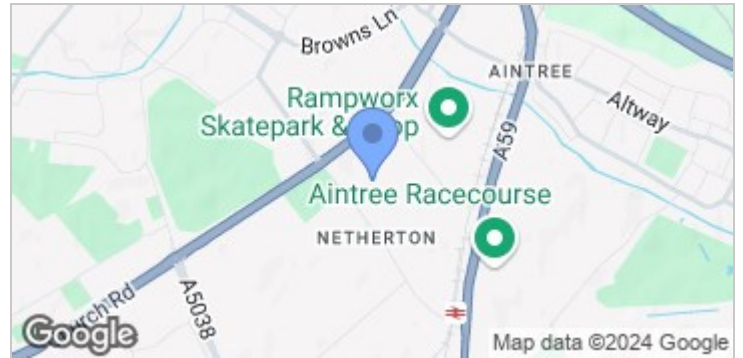 Browns Ln
AINTREE
Rampworx
Skatepark &
Altway
A59
Aintree Racecourse
NETHERTON
A5038
Rd
Google
Map data ©2024 Google